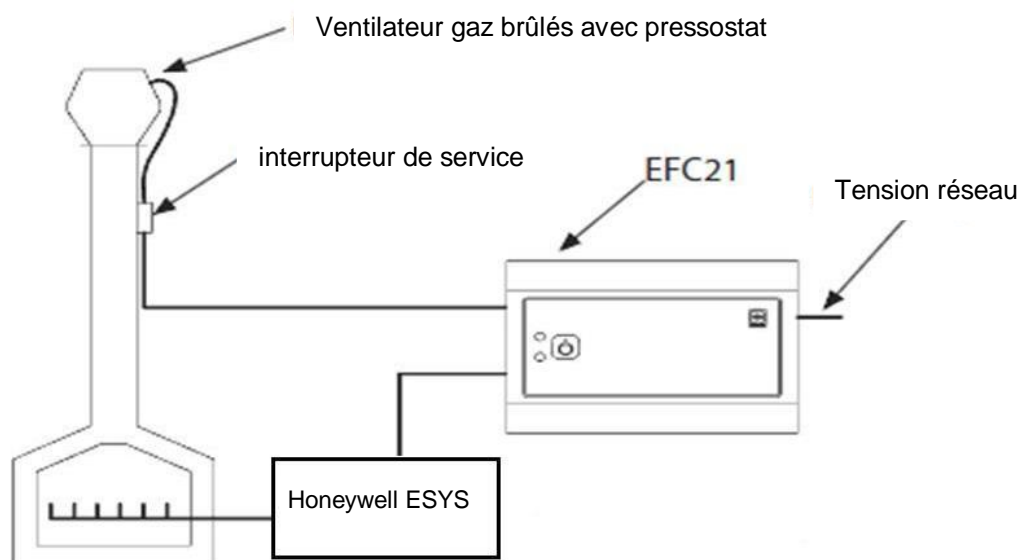 Ventilateur gaz brûlés avec pressostat
interrupteur de service
EFC21
Tension réseau
Honeywell ESYS